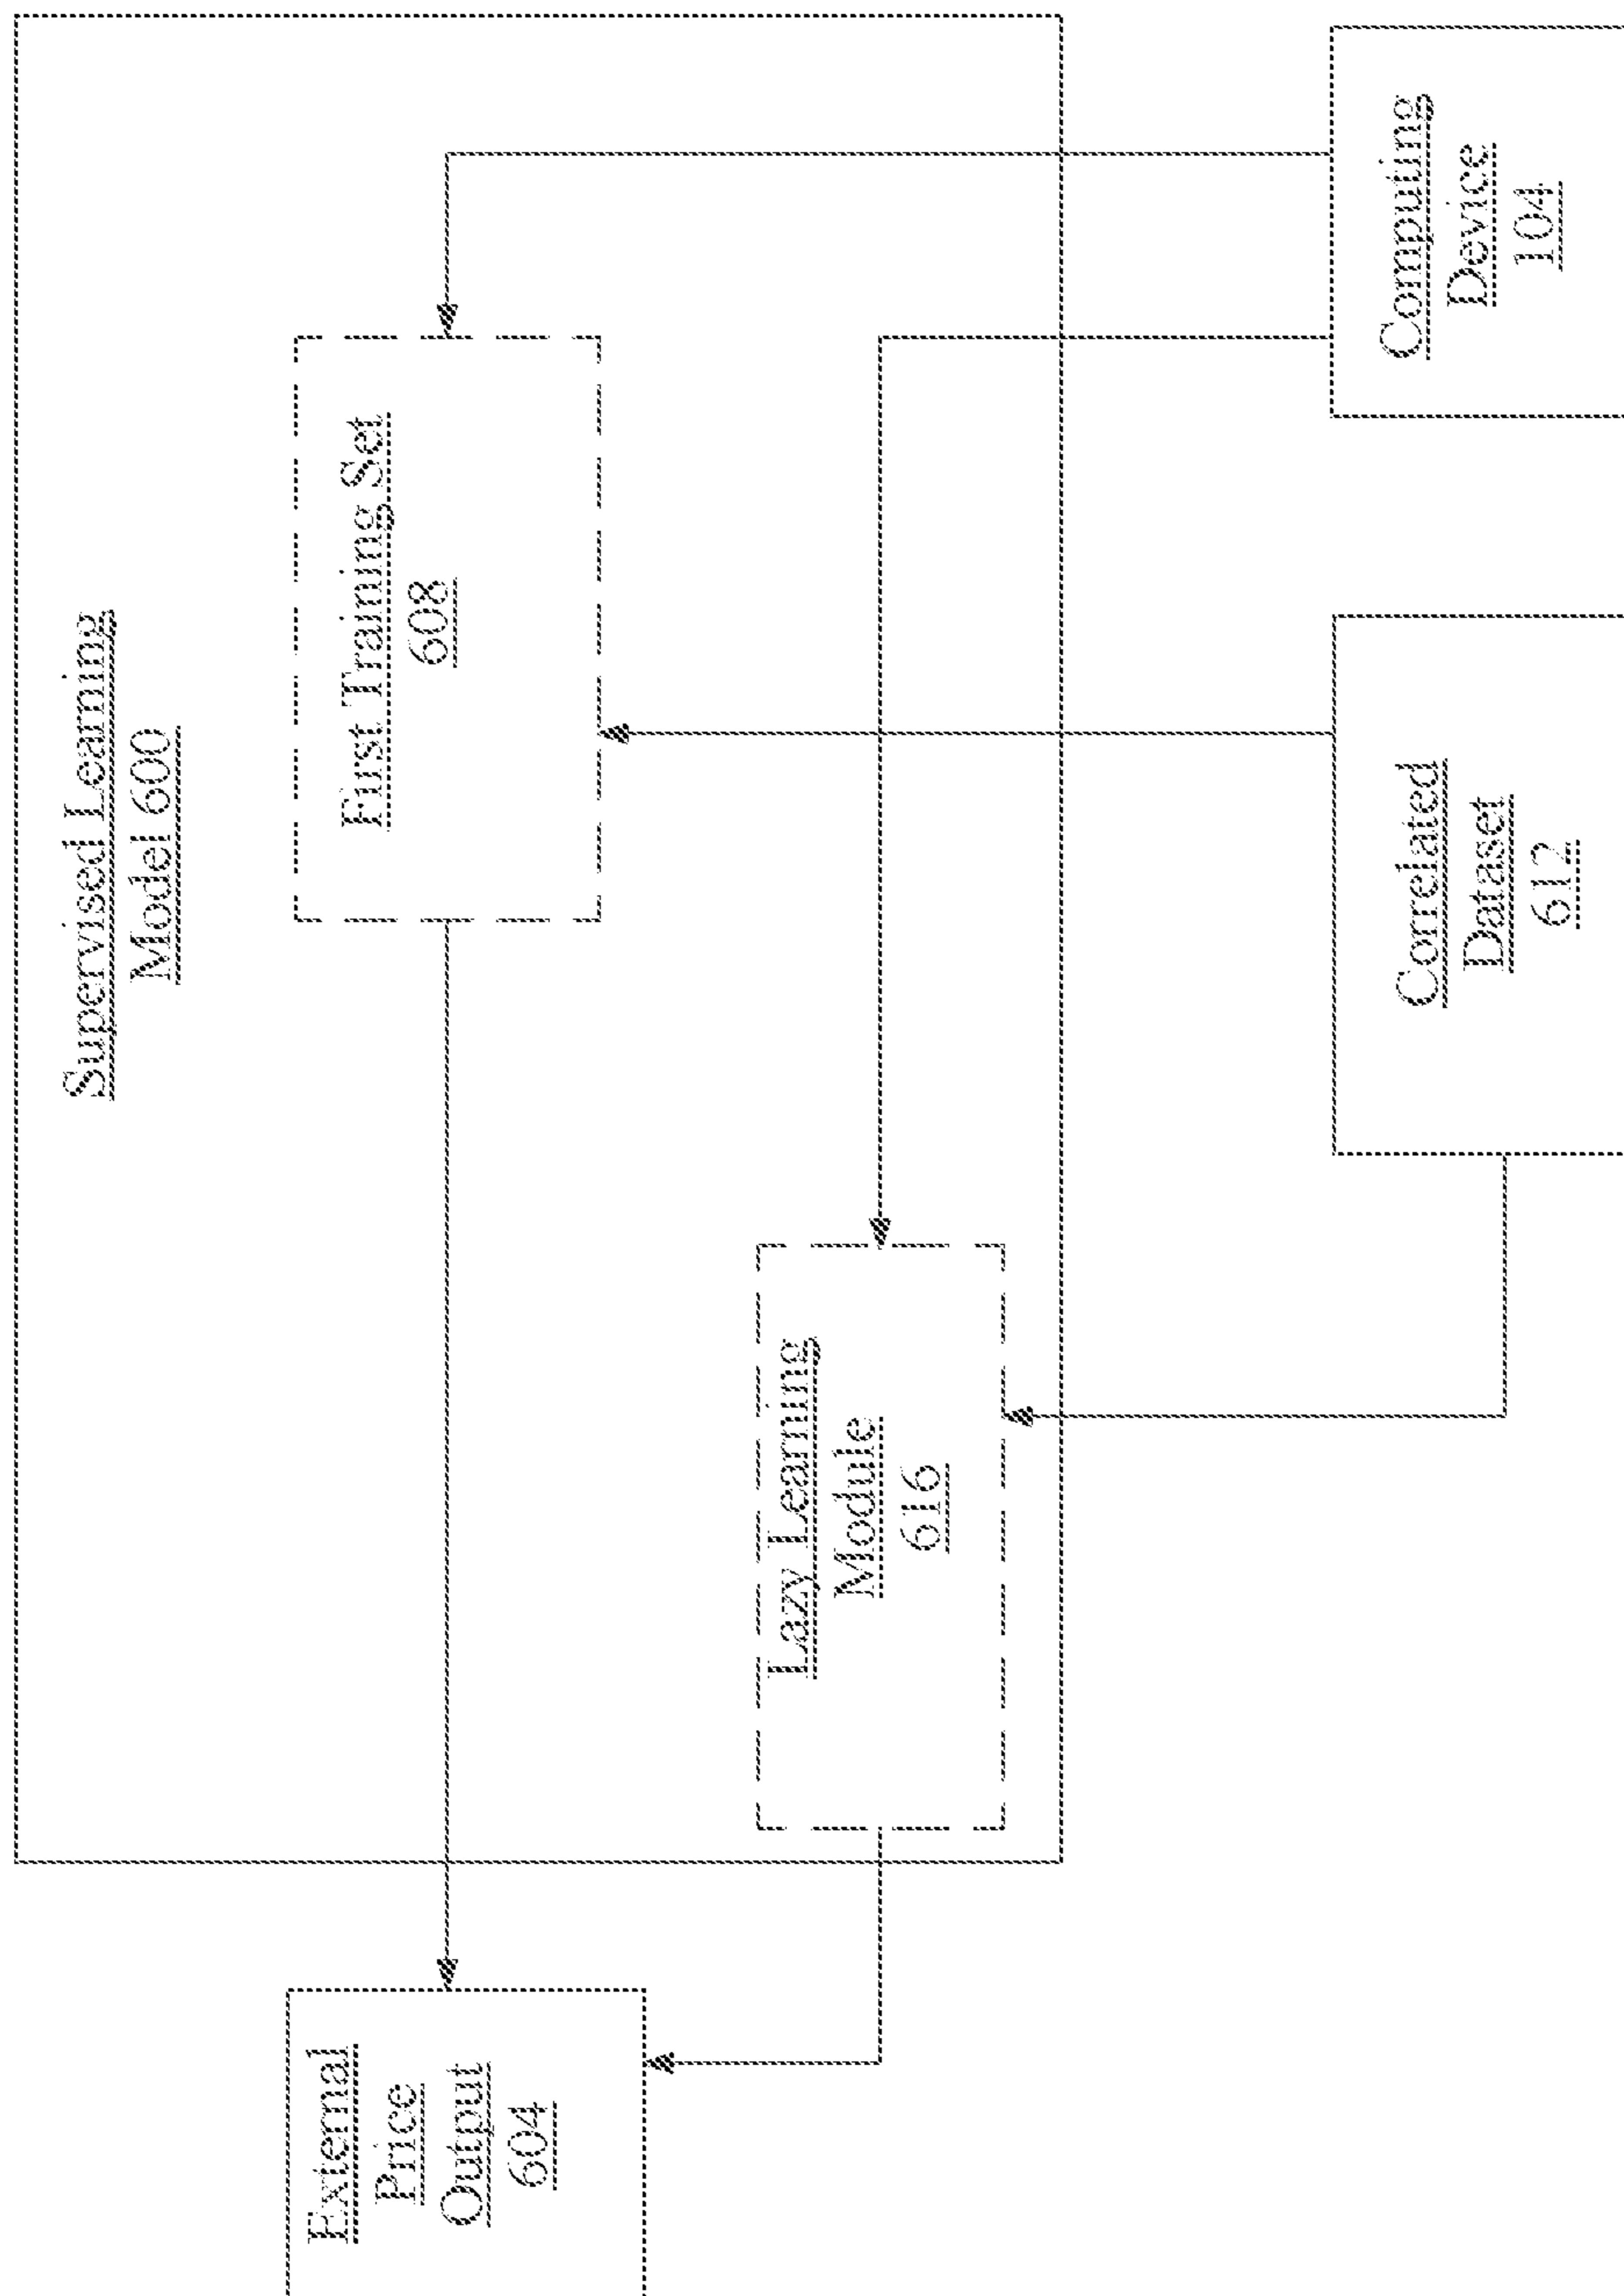 Supervised Learning
Model 600
External
Price
Output
604
First Training Set
608
Lazy Learning
Module
616
Correlated
Dataset
612
Computing
Device
104